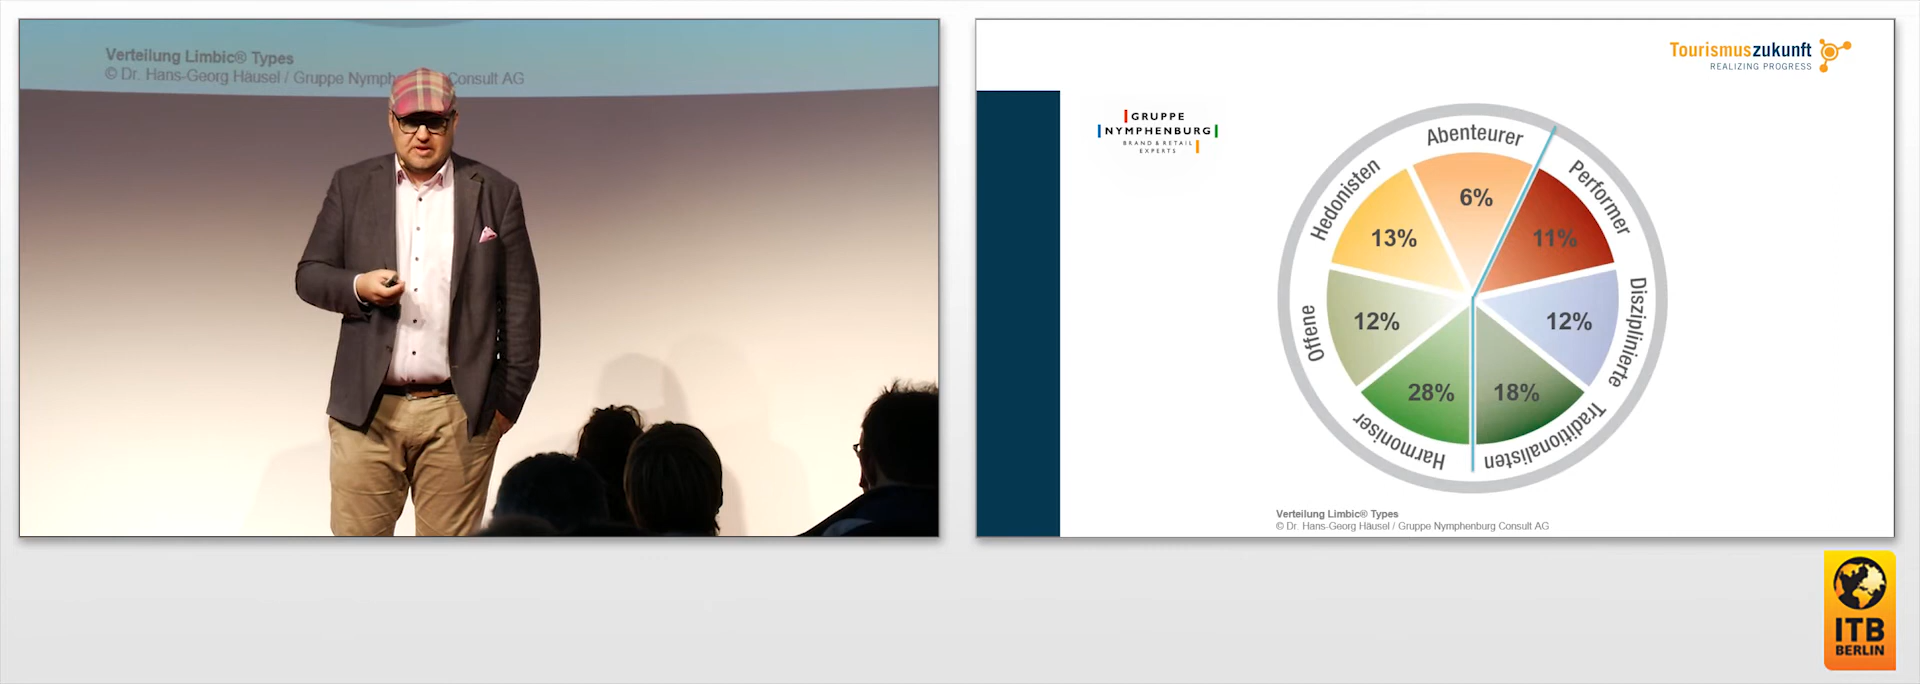 Verteilung Limbic® Types
© Dr. Hans-Georg Häusel / Gruppe Nymph Consult AG
Tourismuszukunft
REALIZING PROGRESS
GRUPPE
NYMPHENBURG
BRAND & RETAIL
EXPERTS
Abenteurer
Performer
Disziplinierte
Traditionalisten
Harmoniser
Offene
Hedonisten
6%
11%
12%
18%
28%
12%
13%
Verteilung Limbic® Types
© Dr. Hans-Georg Häusel / Gruppe Nymphenburg Consult AG
ITB
BERLIN